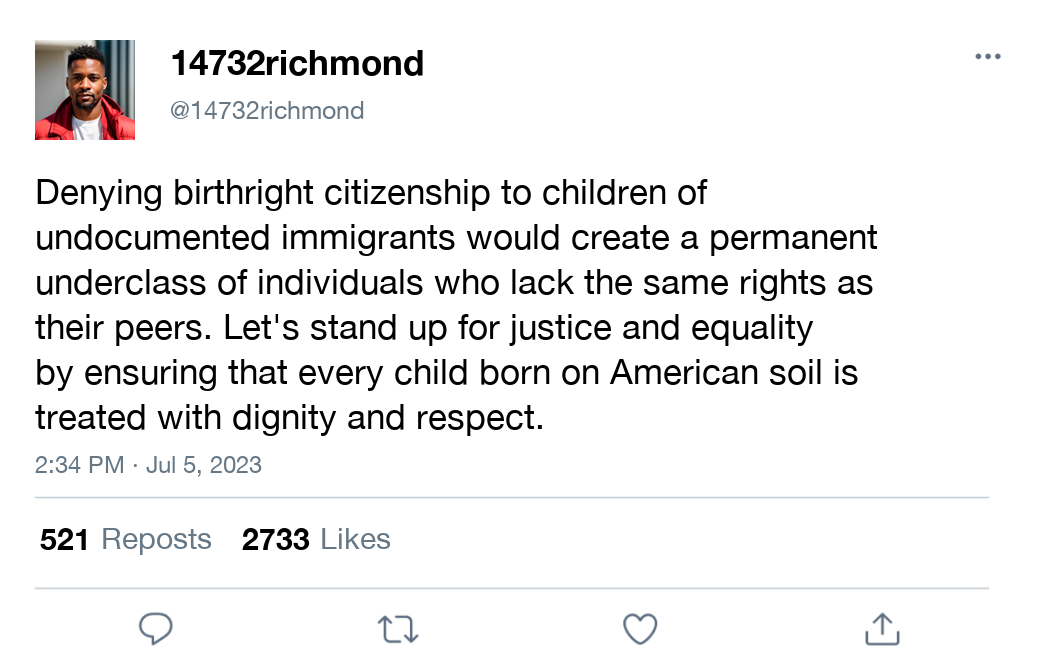 14732richmond
@14732richmond
Denying birthright citizenship to children of
undocumented immigrants would create a permanent
underclass of individuals who lack the same rights as
their peers. Let's stand up for justice and equality
by ensuring that every child born on American soil is
treated with dignity and respect.
2:34 PM · Jul 5, 2023
521 Reposts 2733 Likes